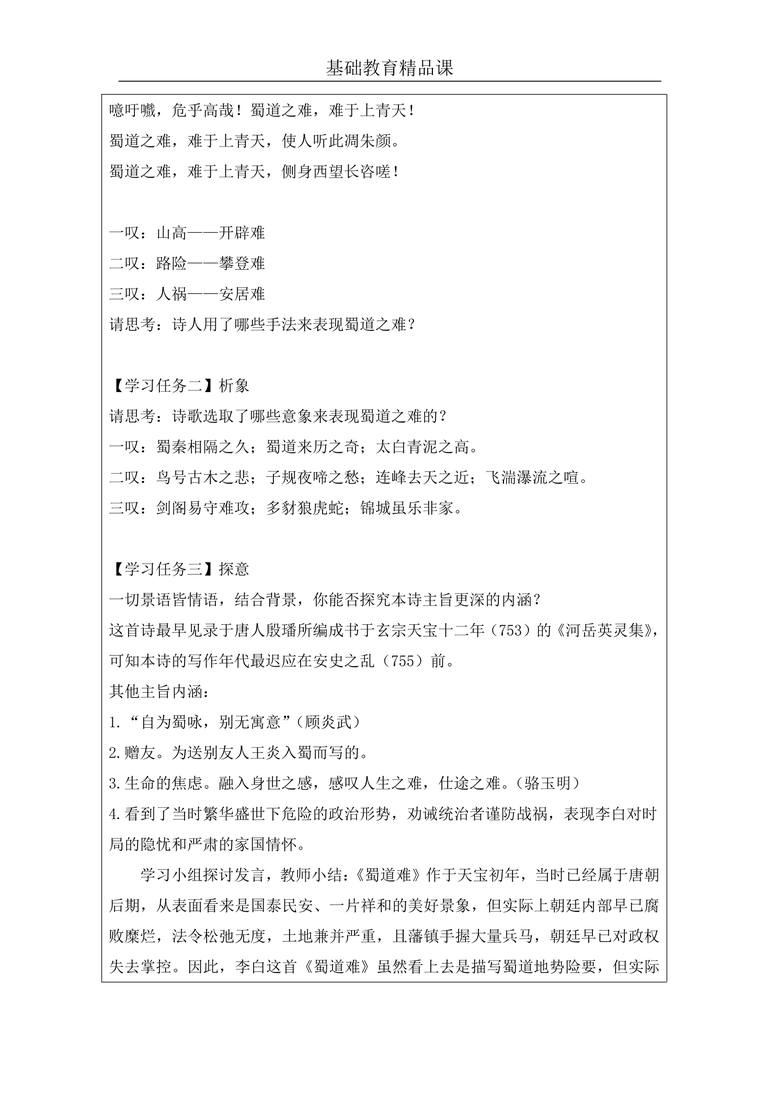 基础教育精品课
噫吁嚱，危乎高哉！蜀道之难，难于上青天！
蜀道之难，难于上青天，使人听此凋朱颜。
蜀道之难，难于上青天，侧身西望长咨嗟！
一叹：山高——开辟难
二叹：路险——攀登难
三叹：人祸——安居难
请思考：诗人用了哪些手法来表现蜀道之难？
【学习任务二】析象
请思考：诗歌选取了哪些意象来表现蜀道之难的？
一叹：蜀秦相隔之久；蜀道来历之奇；太白青泥之高。
二叹：鸟号古木之悲；子规夜啼之愁；连峰去天之近；飞湍瀑流之喧。
三叹：剑阁易守难攻；多豺狼虎蛇；锦城虽乐非家。
【学习任务三】探意
一切景语皆情语，结合背景，你能否探究本诗主旨更深的内涵？
这首诗最早见录于唐人殷璠所编成书于玄宗天宝十二年（753）的《河岳英灵集》，
可知本诗的写作年代最迟应在安史之乱（755）前。
其他主旨内涵：
1.“自为蜀咏，别无寓意”（顾炎武）
2.赠友。为送别友人王炎入蜀而写的。
3.生命的焦虑。融入身世之感，感叹人生之难，仕途之难。（骆玉明）
4.看到了当时繁华盛世下危险的政治形势，劝诫统治者谨防战祸，表现李白对时
局的隐忧和严肃的家国情怀。
学习小组探讨发言，教师小结：《蜀道难》作于天宝初年，当时已经属于唐朝
后期，从表面看来是国泰民安、一片祥和的美好景象，但实际上朝廷内部早已腐
败糜烂，法令松弛无度，土地兼并严重，且藩镇手握大量兵马，朝廷早已对政权
失去掌控。因此，李白这首《蜀道难》虽然看上去是描写蜀道地势险要，但实际